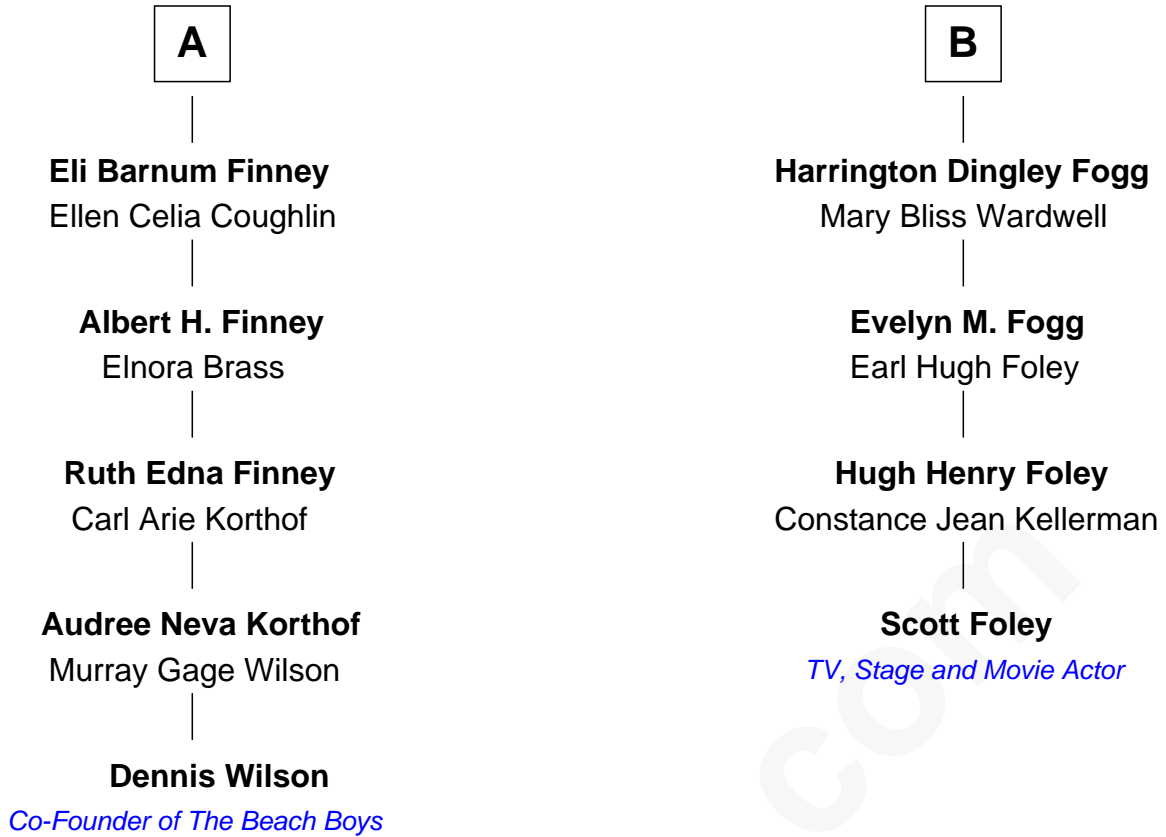 A
Eli Barnum Finney
Ellen Celia Coughlin
Albert H. Finney
Elnora Brass
Ruth Edna Finney
Carl Arie Korthof
Audree Neva Korthof
Murray Gage Wilson
Dennis Wilson
Co-Founder of The Beach Boys
B
Harrington Dingley Fogg
Mary Bliss Wardwell
Evelyn M. Fogg
Earl Hugh Foley
Hugh Henry Foley
Constance Jean Kellerman
Scott Foley
TV, Stage and Movie Actor
com